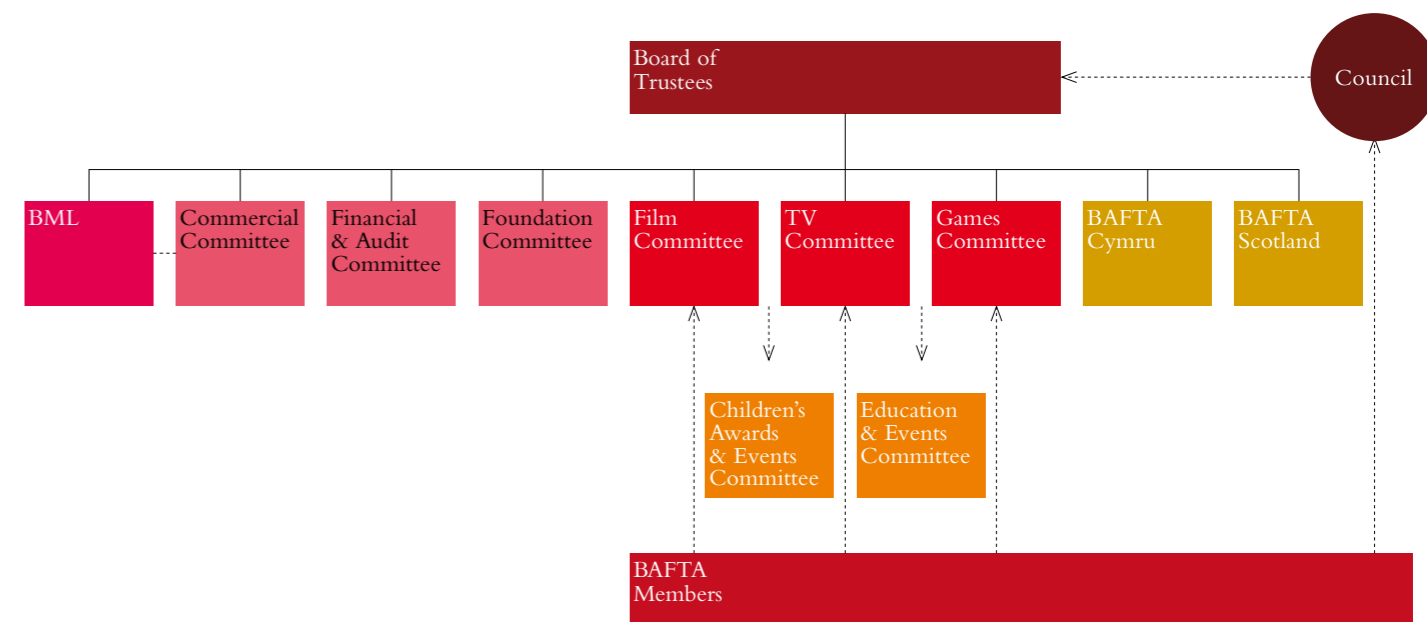 Board of
Trustees
Council
BML
Commercial
Committee
Financial
& Audit
Committee
Foundation
Committee
Film
Committee
TV
Committee
Games
Committee
BAFTA
Cymru
BAFTA
Scotland
Children’s
Awards
& Events
Committee
Education
& Events
Committee
BAFTA
Members